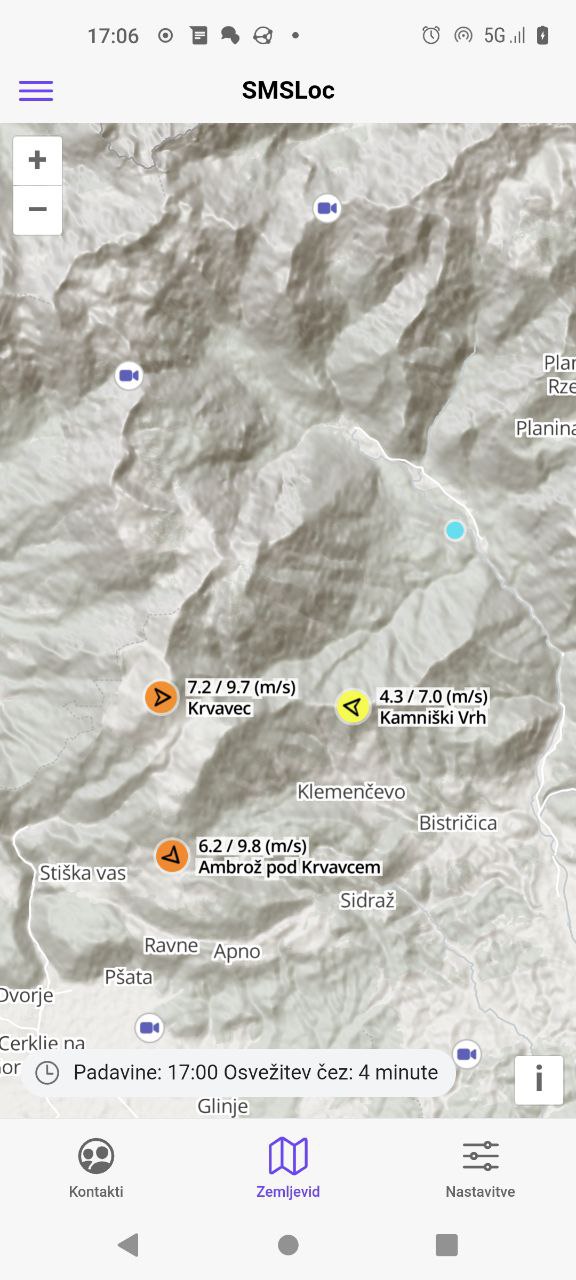 17:06
5G
SMSLoc
+
−
Plan
Rze
Planina
7.2 / 9.7 (m/s)
Krvavec
4.3 / 7.0 (m/s)
Kamniški Vrh
Klemenčevo
Bistričica
6.2 / 9.8 (m/s)
Ambrož pod Krvavcem
Stiška vas
Sidraž
Ravne
Apno
Pšata
Dvorje
Cerklje na
Padavine: 17:00 Osvežitev čez: 4 minute
i
Glinje
Kontakti
Zemljevid
Nastavitve